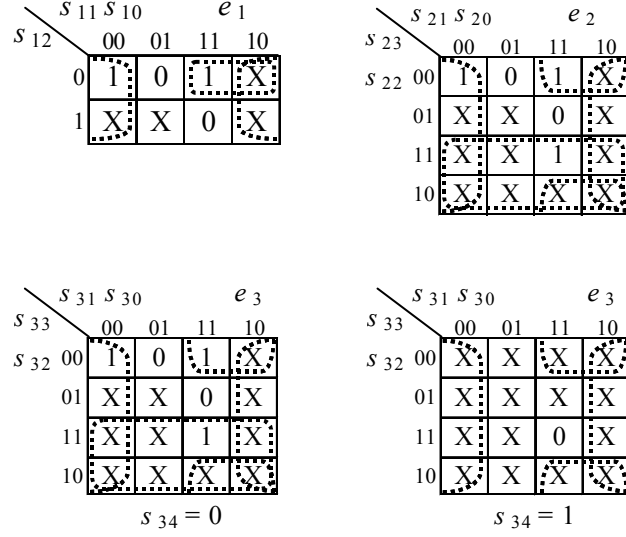 s11 s10 e1
s12 00 01 11 10
0 1 0 1 X
1 X X 0 X
s21 s20 e2
s23 00 01 11 10
s22 00 1 0 1 X
01 X X 0 X
11 X X 1 X
10 X X X X
s31 s30 e3
s33 00 01 11 10
s32 00 1 0 1 X
01 X X 0 X
11 X X 1 X
10 X X X X
s34 = 0
s31 s30 e3
s33 00 01 11 10
s32 00 X X X X
01 X X X X
11 X X 0 X
10 X X X X
s34 = 1